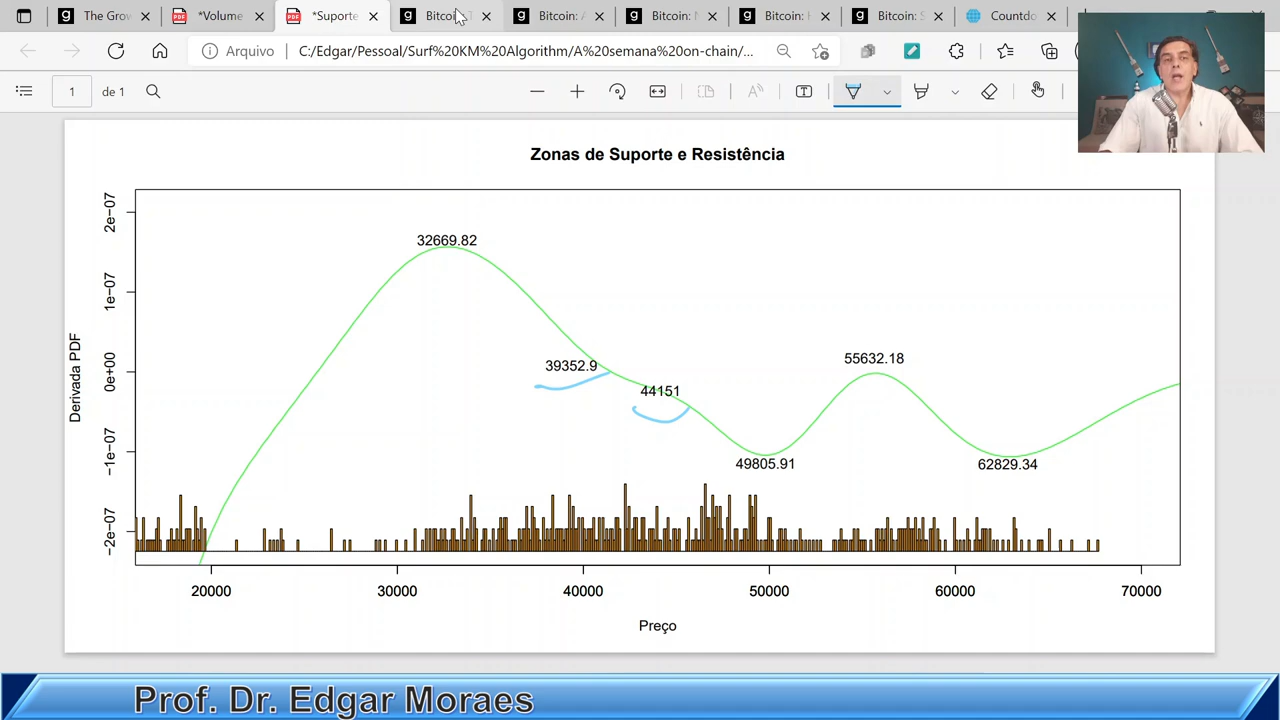 The Grov
*Volume
*Suporte
Bitcoi
Bitcoin: A
Bitcoin: 
Bitcoin: 
Bitcoin: 
Countdo
Arquivo
C:/Edgar/Pessoal/Surf%20KM%20Algorithm/A%20semana%20on-chain/...
1
de 1
Zonas de Suporte e Resistência
2e-07
1e-07
0e+00
-1e-07
-2e-07
Derivada PDF
32669.82
39352.9
44151
49805.91
55632.18
62829.34
20000
30000
40000
50000
60000
70000
Preço
Prof. Dr. Edgar Moraes